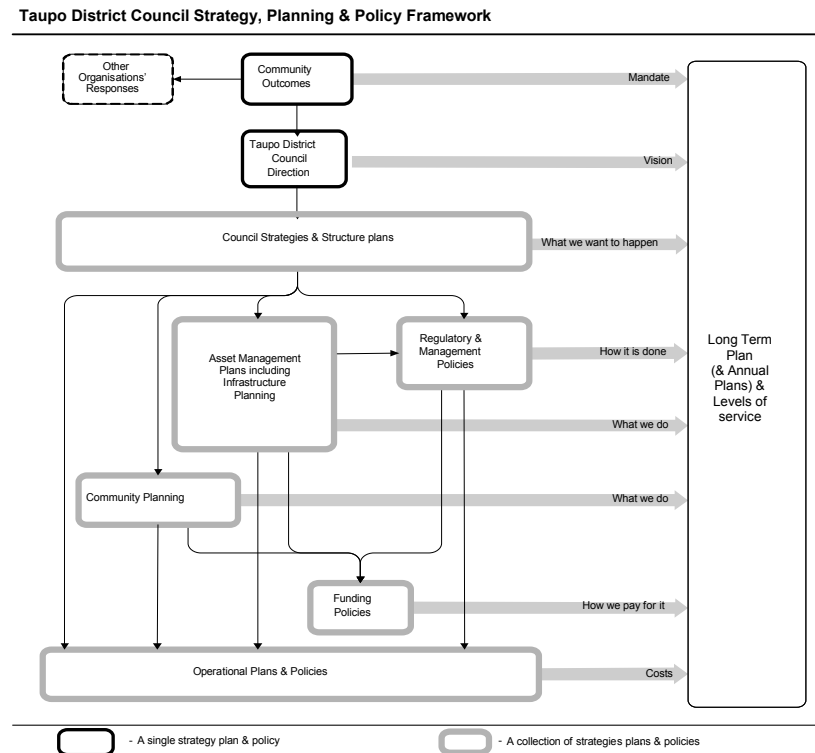 Taupo District Council Strategy, Planning & Policy Framework
Other
Organisations'
Responses
Community
Outcomes
Mandate
Taupo District
Council
Direction
Vision
Council Strategies & Structure plans
What we want to happen
Asset Management
Plans including
Infrastructure
Planning
Regulatory &
Management
Policies
How it is done
Long Term
Plan
(& Annual
Plans) &
Levels of
service
What we do
Community Planning
What we do
Funding
Policies
How we pay for it
Operational Plans & Policies
Costs
- A single strategy plan & policy
- A collection of strategies plans & policies